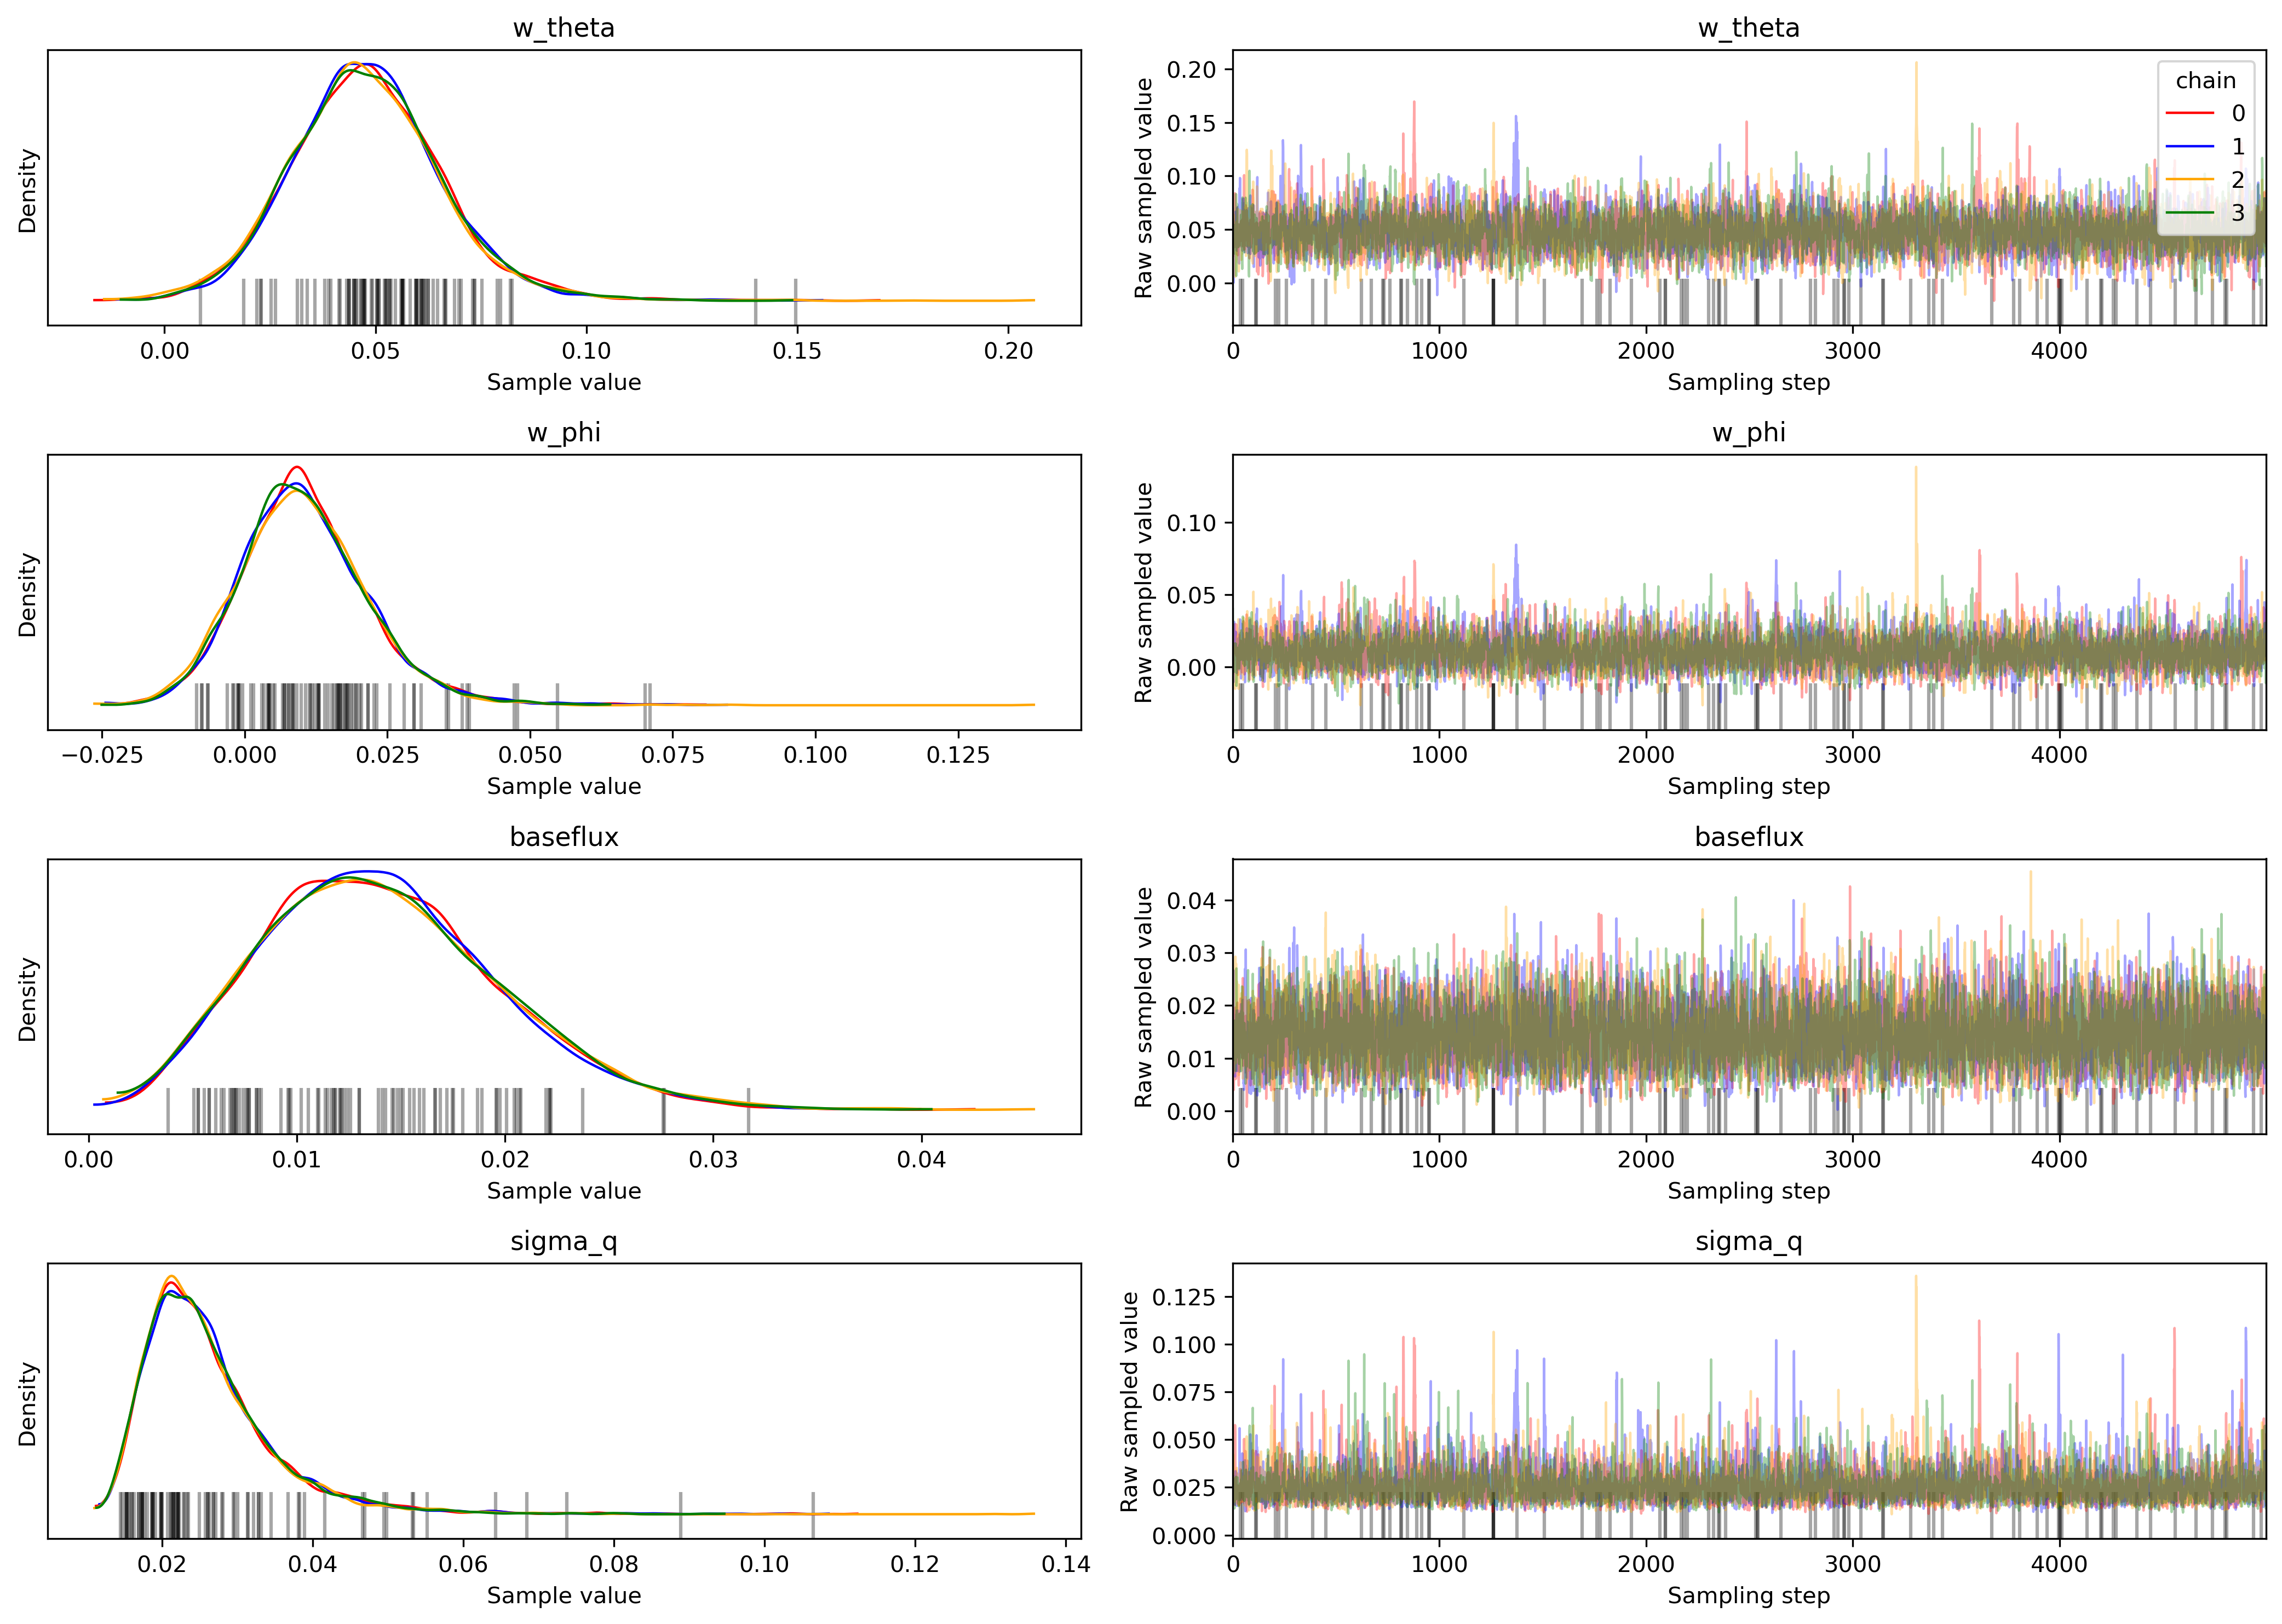 w_theta
Density
0.00 0.05 0.10 0.15 0.20
Sample value
w_theta
Raw sampled value
0.20
0.15
0.10
0.05
0.00
chain
0
1
2
3
0 1000 2000 3000 4000
Sampling step
w_phi
Density
−0.025 0.000 0.025 0.050 0.075 0.100 0.125
Sample value
w_phi
Raw sampled value
0.10
0.05
0.00
0 1000 2000 3000 4000
Sampling step
baseflux
Density
0.00 0.01 0.02 0.03 0.04
Sample value
baseflux
Raw sampled value
0.04
0.03
0.02
0.01
0.00
0 1000 2000 3000 4000
Sampling step
sigma_q
Density
0.02 0.04 0.06 0.08 0.10 0.12 0.14
Sample value
sigma_q
Raw sampled value
0.125
0.100
0.075
0.050
0.025
0.000
0 1000 2000 3000 4000
Sampling step